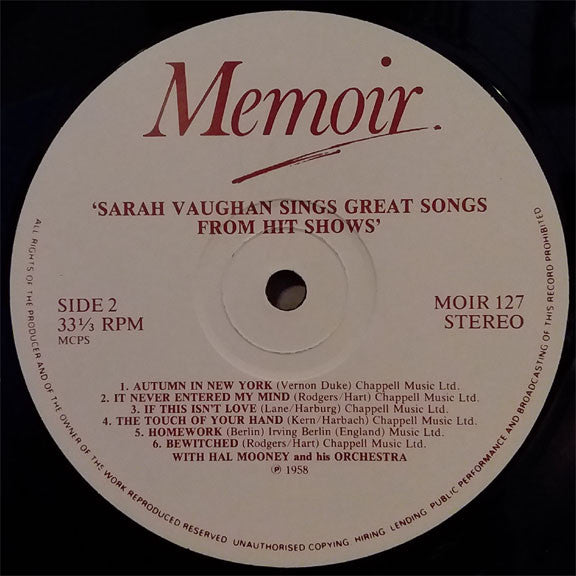 Memoir.
'SARAH VAUGHAN SINGS GREAT SONGS
FROM HIT SHOWS'
SIDE 2
33⅓ RPM
MCPS
MOIR 127
STEREO
1. AUTUMN IN NEW YORK (Vernon Duke) Chappell Music Ltd.
2. IT NEVER ENTERED MY MIND (Rodgers/Hart) Chappell Music Ltd.
3. IF THIS ISN'T LOVE (Lane/Harburg) Chappell Music Ltd.
4. THE TOUCH OF YOUR HAND (Kern/Harbach) Chappell Music Ltd.
5. HOMEWORK (Berlin) Irving Berlin (England) Music Ltd.
6. BEWITCHED (Rodgers/Hart) Chappell Music Ltd.
WITH HAL MOONEY and his ORCHESTRA
℗ 1958
ALL RIGHTS OF THE PRODUCER AND OF THE OWNER OF THIS WORK REPRODUCED RESERVED UNAUTHORISED COPYING, HIRING, LENDING, PUBLIC PERFORMANCE AND BROADCASTING OF THIS RECORD PROHIBITED